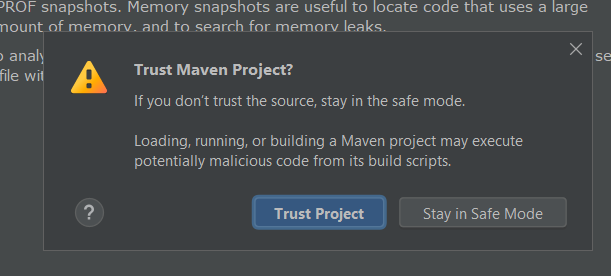 PROF snapshots. Memory snapshots are useful to locate code that uses a large
mount of memory, and to search for memory leaks.
o analy
se
file wit
Trust Maven Project?
If you don't trust the source, stay in the safe mode.
Loading, running, or building a Maven project may execute
potentially malicious code from its build scripts.
?
Trust Project
Stay in Safe Mode